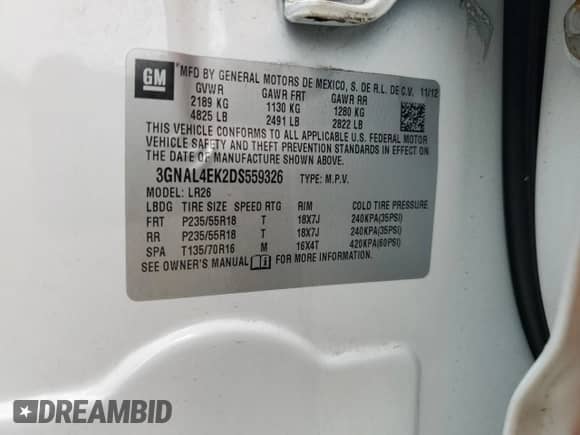 GM
*MFD BY GENERAL MOTORS DE MEXICO, S. DE R.L. DE C.V. 11/12
GVWR GAWR FRT GAWR RR
2189 KG 1130 KG 1280 KG
4825 LB 2491 LB 2822 LB
THIS VEHICLE CONFORMS TO ALL APPLICABLE U.S. FEDERAL MOTOR
VEHICLE SAFETY AND THEFT PREVENTION STANDARDS IN EFFECT ON
THE DATE OF MANUFACTURE SHOWN ABOVE.
3GNAL4EK2DS559326 TYPE: M.P.V.
MODEL: LR26
LBDG TIRE SIZE SPEED RTG RIM COLD TIRE PRESSURE
FRT P235/55R18 T 18X7J 240KPA(35PSI)
RR P235/55R18 T 18X7J 240KPA(35PSI)
SPA T135/70R16 M 16X4T 420KPA(60PSI)
SEE OWNER'S MANUAL FOR MORE INFORMATION.
DREAMBID